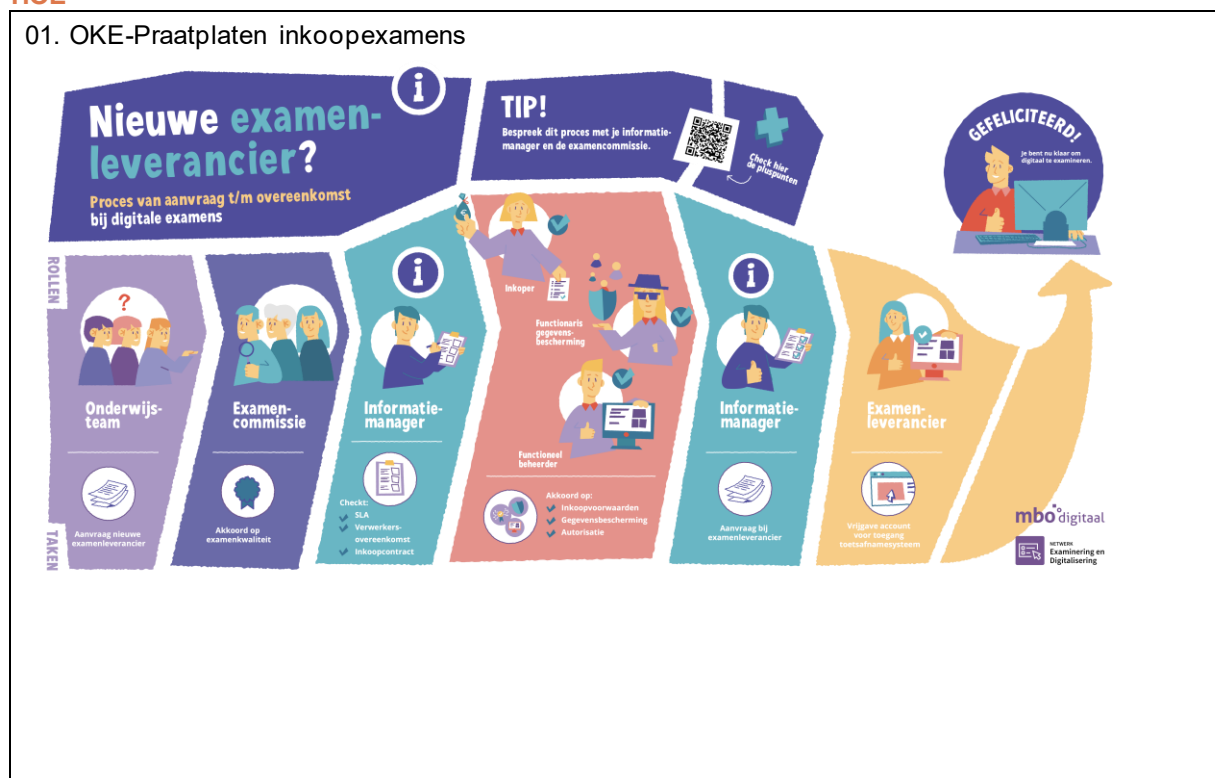 01. OKE-Praatplaten inkoopexamens
Nieuwe examen-
leverancier?
Proces van aanvraag t/m overeenkomst
bij digitale examens
i
TIP!
Bespreek dit proces met je informatie-
manager en de examencommissie.
Check hier
de pluspunten
GEFELICITEERD!
Je bent nu klaar om
digitaal te examineren.
ROLLEN
?
Onderwijs-
team
Examen-
commissie
i
Informatie-
manager
Inkoper
Functionaris
gegevens-
bescherming
Functioneel
beheerder
i
Informatie-
manager
Examen-
leverancier
TAKEN
Aanvraag nieuwe
examenleverancier
Akkoord op
examenkwaliteit
Checkt:
SLA
Verwerkers-
overeenkomst
Inkoopcontract
Akkoord op:
Inkoopvoorwaarden
Gegevensbescherming
Autorisatie
Aanvraag bij
examenleverancier
Vrijgave account
voor toegang
toetsafnamesysteem
mbo digitaal
NETWERK
Examinering en
Digitalisering